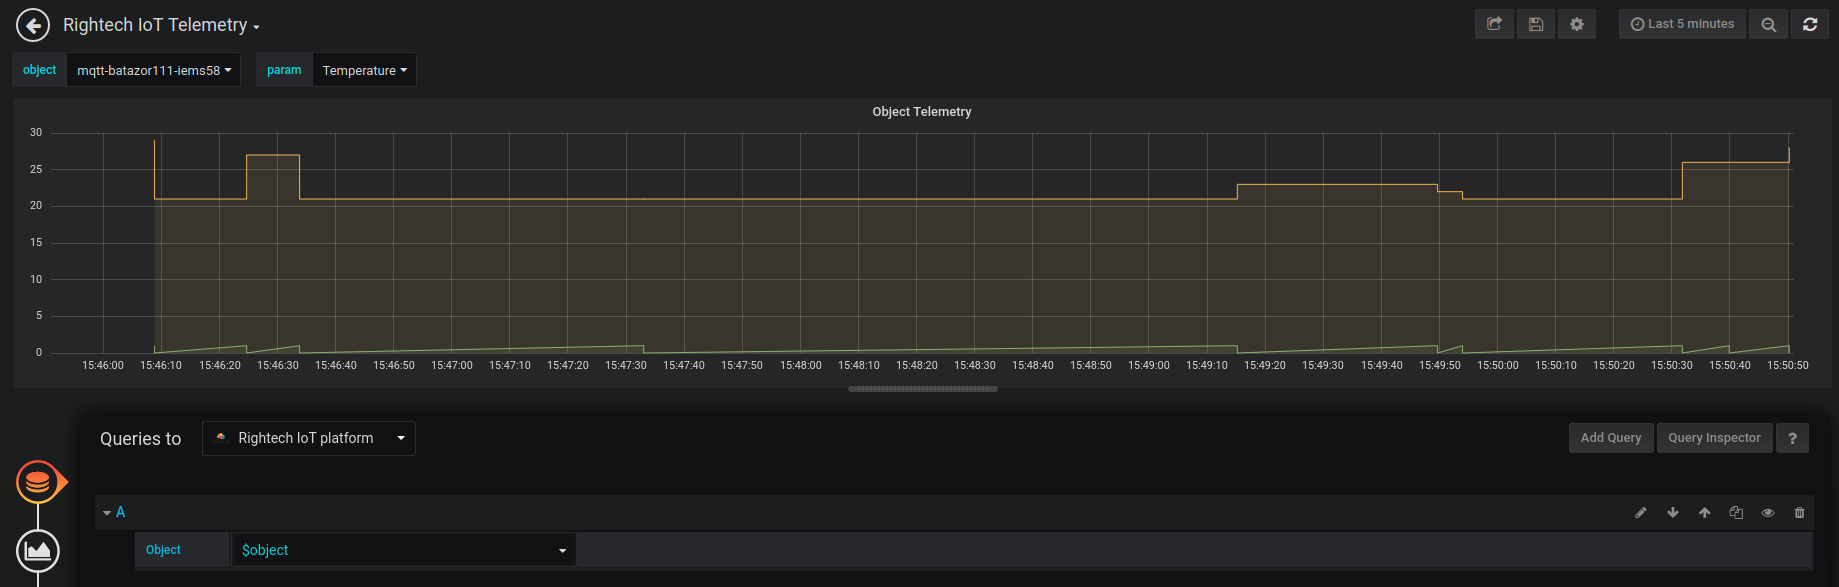 Rightech IoT Telemetry
Last 5 minutes
object mqtt-batazor111-iems58 param Temperature
Object Telemetry
30
25
20
15
10
5
0
15:46:00 15:46:10 15:46:20 15:46:30 15:46:40 15:46:50 15:47:00 15:47:10 15:47:20 15:47:30 15:47:40 15:47:50 15:48:00 15:48:10 15:48:20 15:48:30 15:48:40 15:48:50 15:49:00 15:49:10 15:49:20 15:49:30 15:49:40 15:49:50 15:50:00 15:50:10 15:50:20 15:50:30 15:50:40 15:50:50
Queries to Rightech IoT platform Add Query Query Inspector ?
A
Object $object